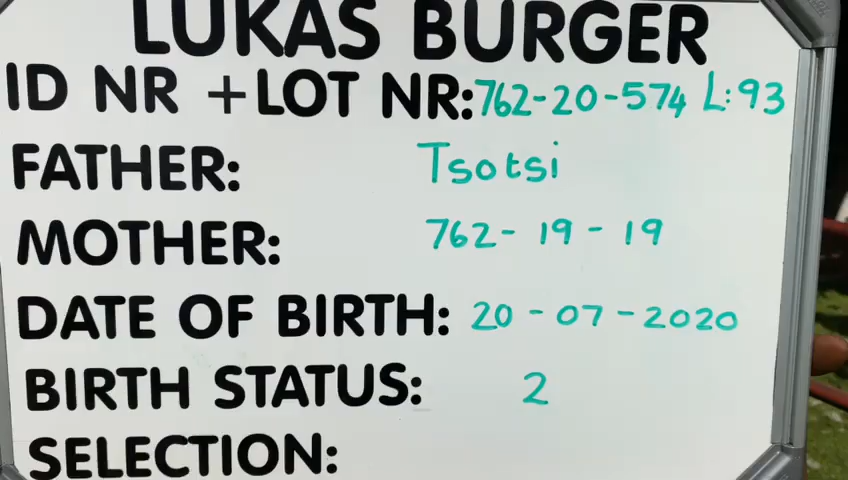 LUKAS BURGER
ID NR + LOT NR: 762-20-574 L:93
FATHER: Tsotsi
MOTHER: 762-19-19
DATE OF BIRTH: 20-07-2020
BIRTH STATUS: 2
SELECTION: